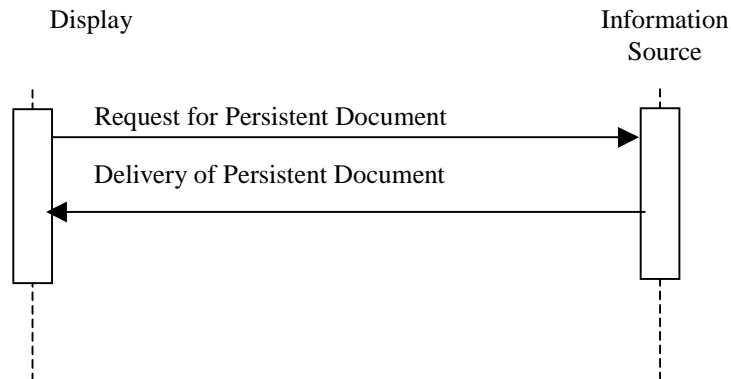 Display
Information
Source
Request for Persistent Document
Delivery of Persistent Document